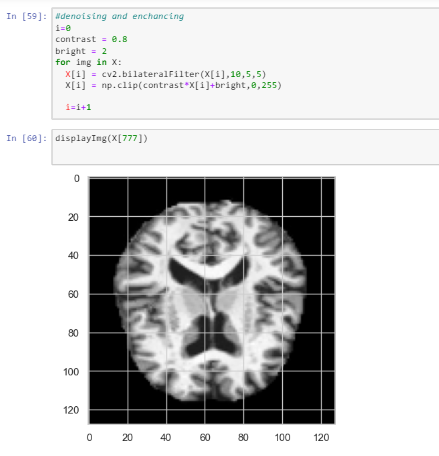 In [59]: #denoising and enchancing
i=0
contrast = 0.8
bright = 2
for img in X:
X[i] = cv2.bilateralFilter(X[i],10,5,5)
X[i] = np.clip(contrast*X[i]+bright,0,255)
i=i+1
In [60]: displayImg(X[777])
0
20
40
60
80
100
120
0 20 40 60 80 100 120